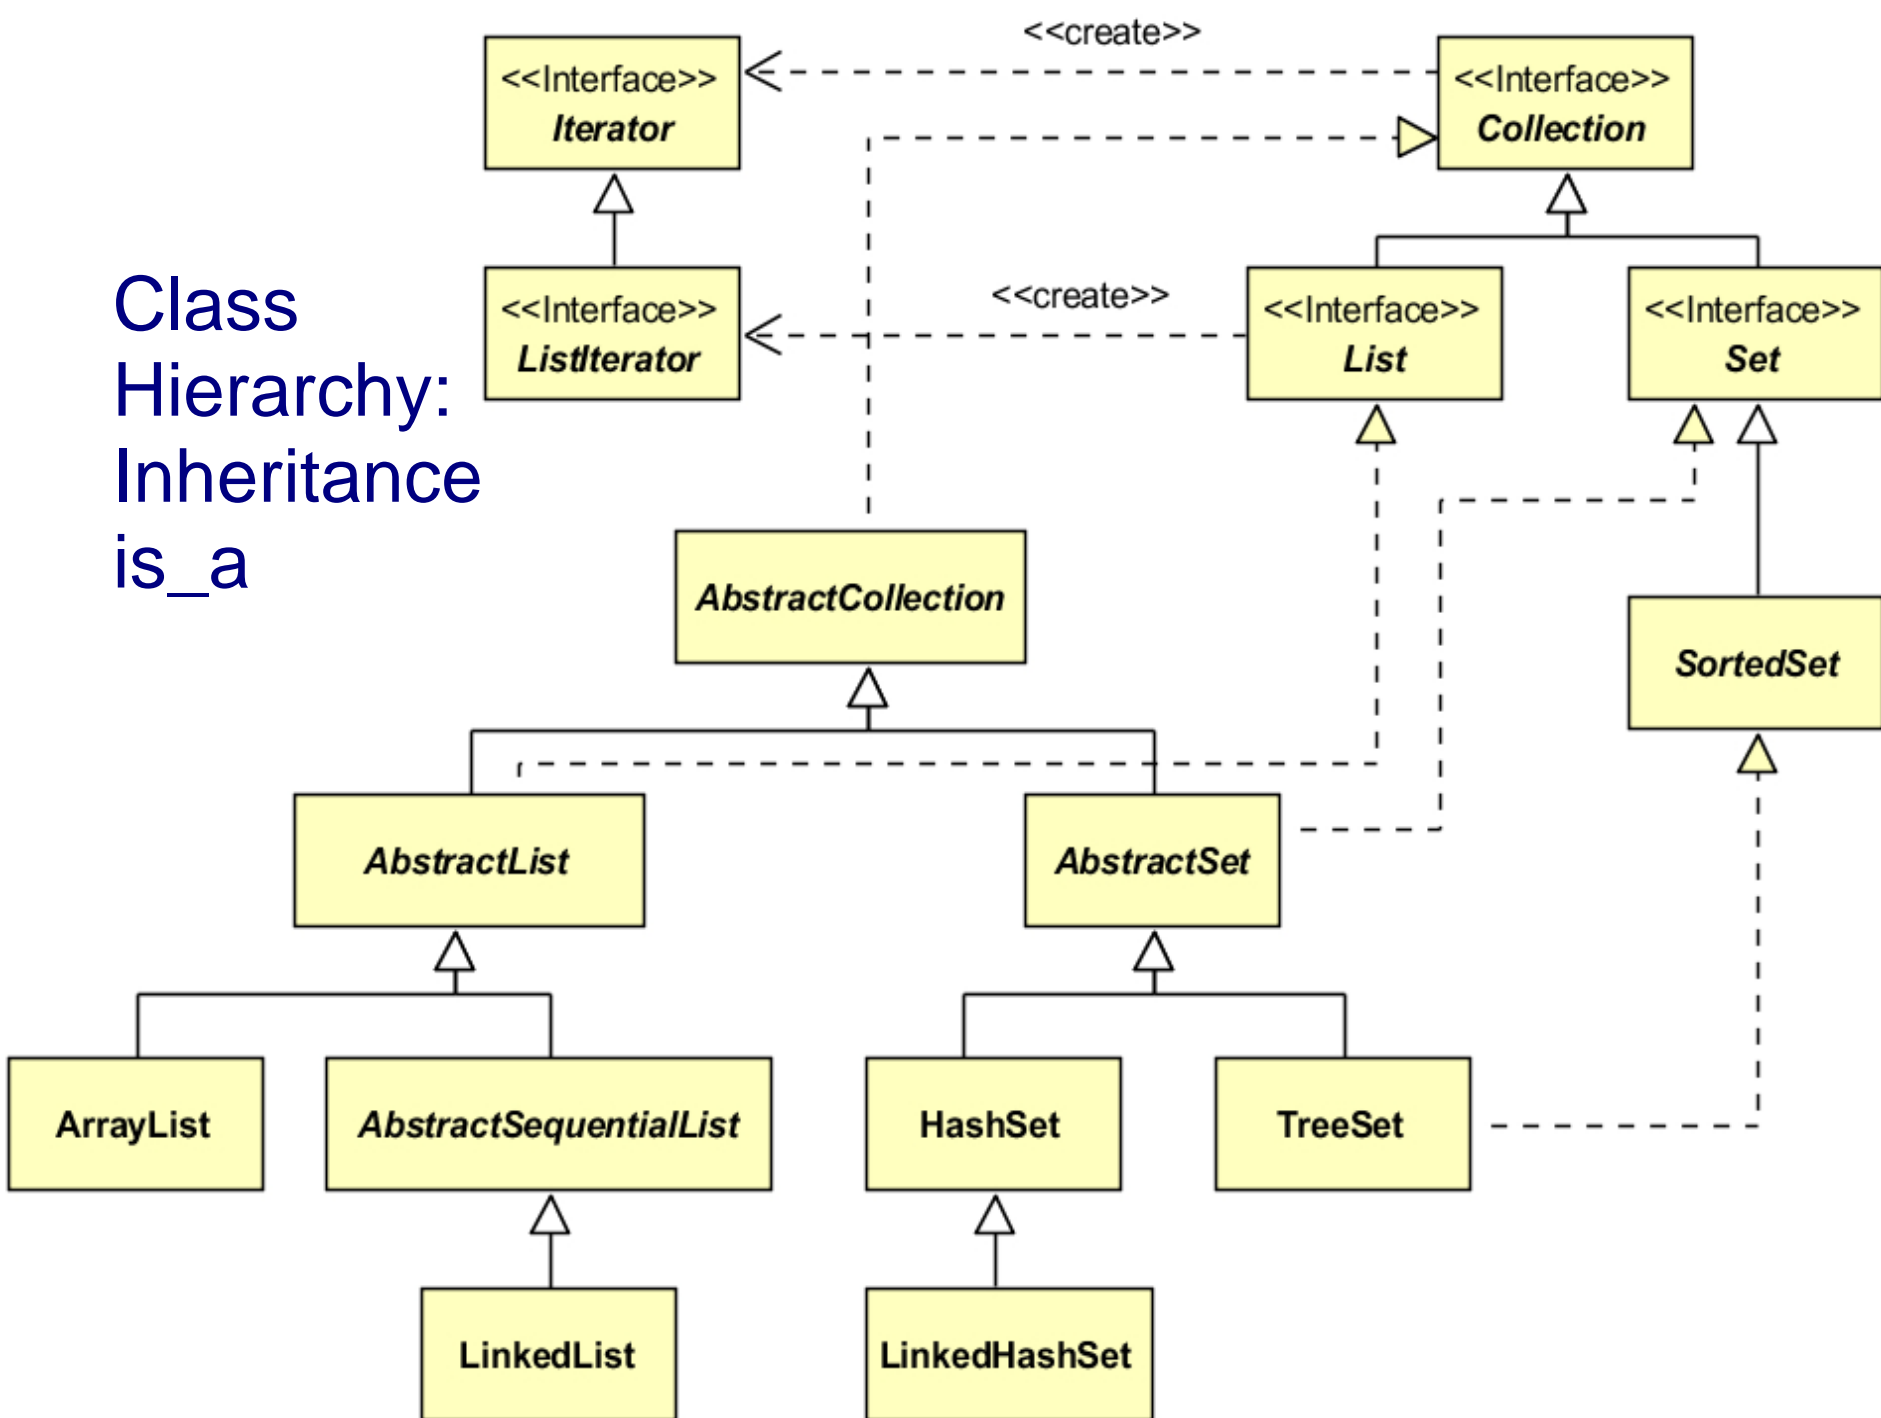 <<create>>
<<Interface>>
Iterator
<<Interface>>
Collection
Class
Hierarchy:
Inheritance
is_a
<<Interface>>
ListIterator
<<create>>
<<Interface>>
List
<<Interface>>
Set
AbstractCollection
SortedSet
AbstractList
AbstractSet
ArrayList
AbstractSequentialList
HashSet
TreeSet
LinkedList
LinkedHashSet